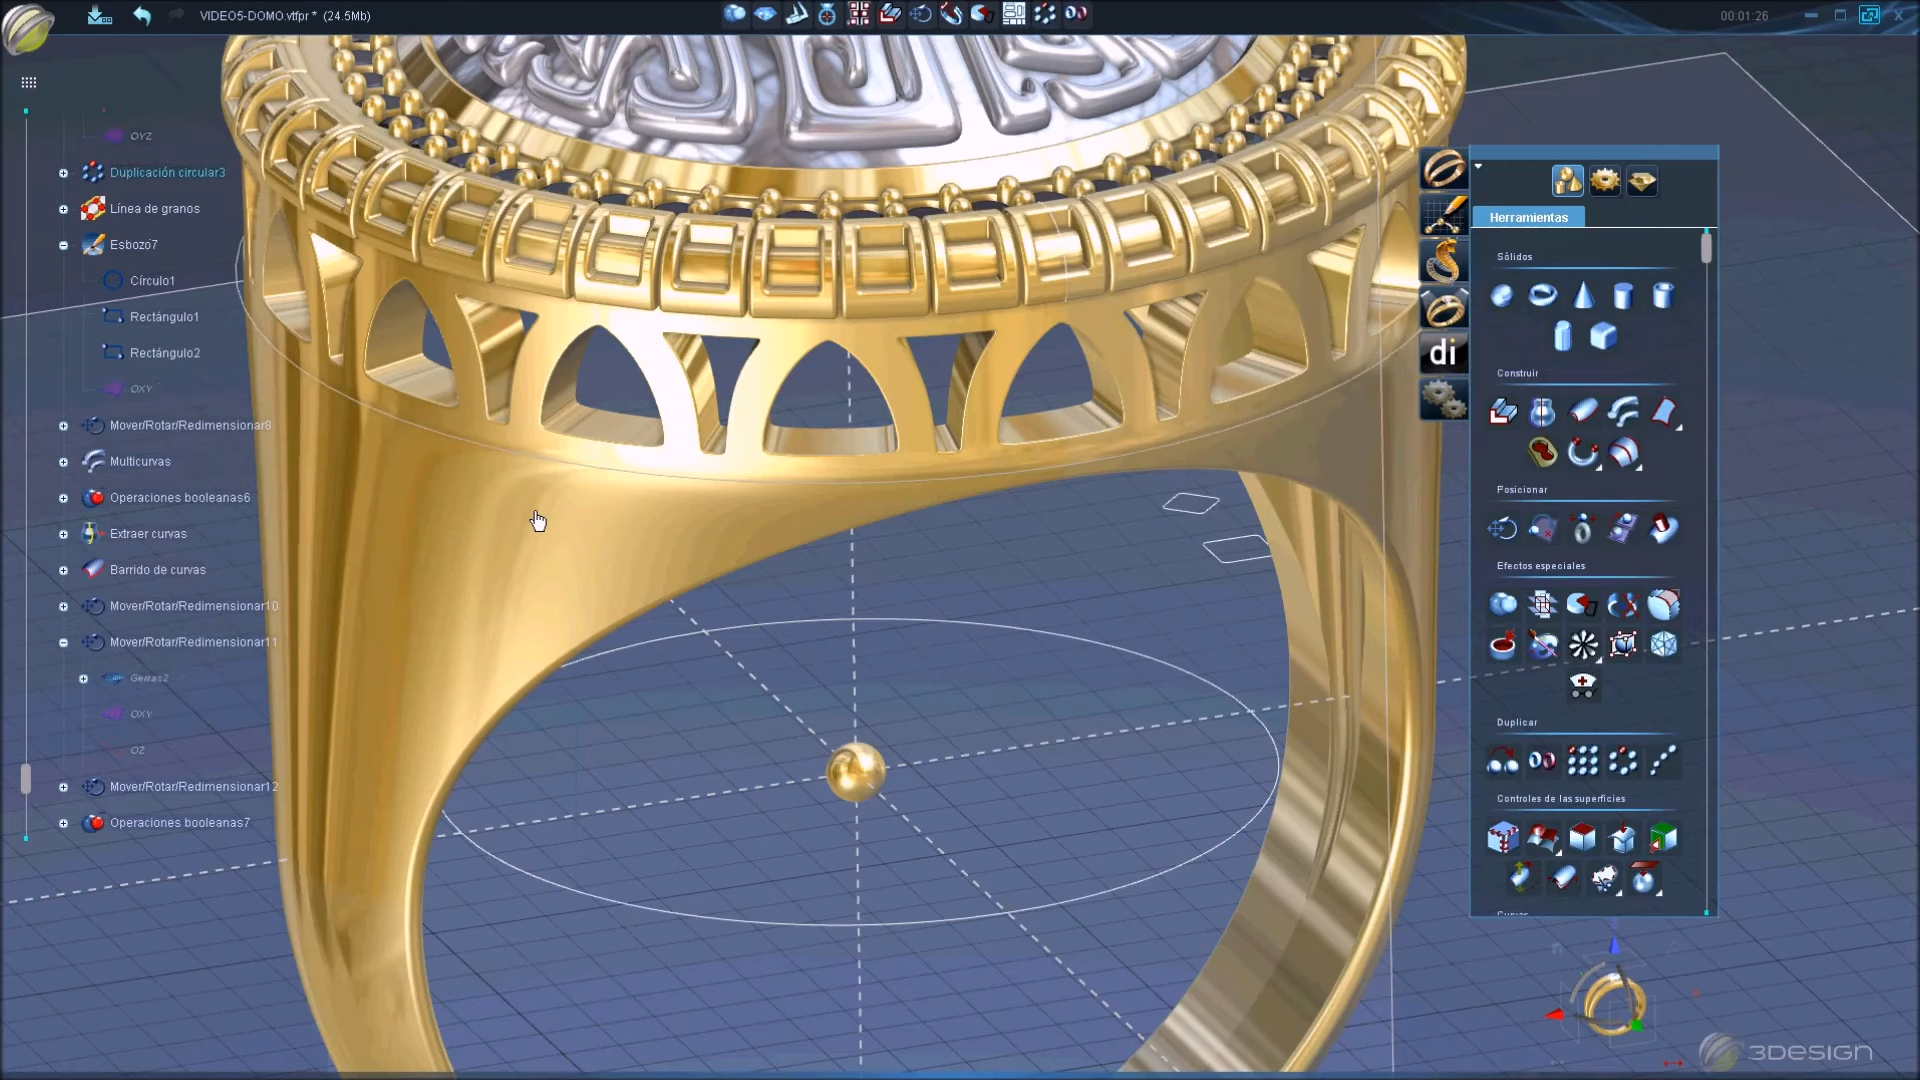 VIDEO5-DOMO.vtfpr * (24.5Mb)
00:01:26
OYZ
Duplicación circular3
Línea de granos
Esbozo7
Círculo1
Rectángulo1
Rectángulo2
OXY
Mover/Rotar/Redimensionar8
Multicurvas
Operaciones booleanas6
Extraer curvas
Barrido de curvas
Mover/Rotar/Redimensionar10
Mover/Rotar/Redimensionar11
Gemas2
OXY
OZ
Mover/Rotar/Redimensionar12
Operaciones booleanas7
di
Herramientas
Sólidos
Construir
Posicionar
Efectos especiales
Duplicar
Controles de las superficies
3DESIGN